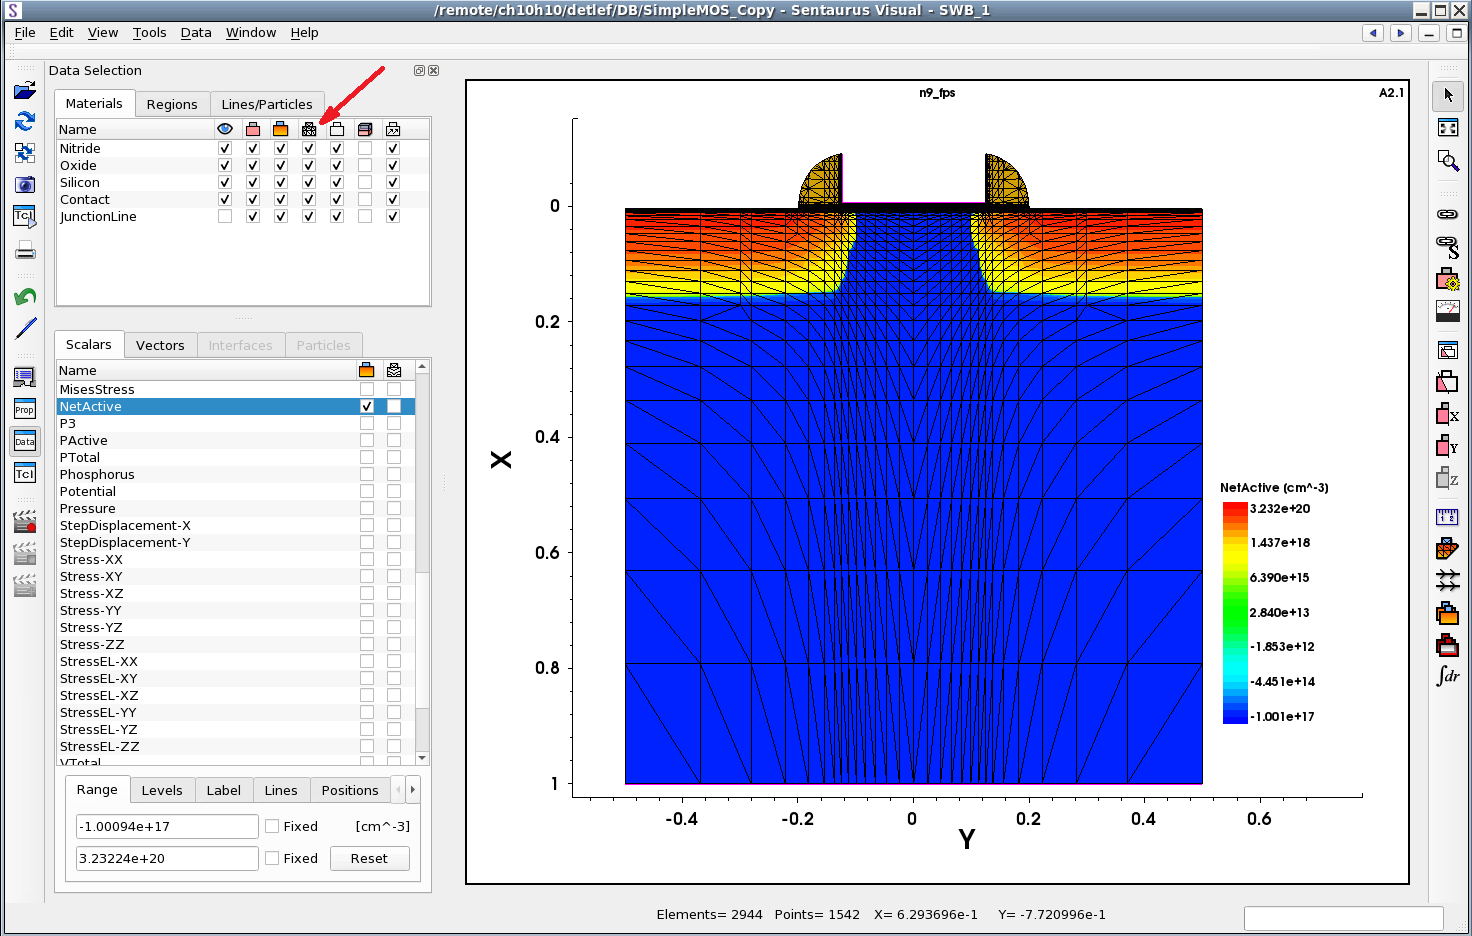 /remote/ch10h10/detlef/DB/SimpleMOS_Copy - Sentaurus Visual - SWB_1
File Edit View Tools Data Window Help
Data Selection
Materials Regions Lines/Particles
Name
Nitride
Oxide
Silicon
Contact
JunctionLine
Scalars Vectors Interfaces Particles
Name
MisesStress
NetActive
P3
PActive
PTotal
Phosphorus
Potential
Pressure
StepDisplacement-X
StepDisplacement-Y
Stress-XX
Stress-XY
Stress-XZ
Stress-YY
Stress-YZ
Stress-ZZ
StressEL-XX
StressEL-XY
StressEL-XZ
StressEL-YY
StressEL-YZ
StressEL-ZZ
VTotal
Range Levels Label Lines Positions
-1.00094e+17 Fixed [cm^-3]
3.23224e+20 Fixed Reset
Tcl
Prop
Data
Tcl
n9_fps
A2.1
0
0.2
0.4
0.6
0.8
1
X
-0.4 -0.2 0 0.2 0.4 0.6
Y
NetActive (cm^-3)
3.232e+20
1.437e+18
6.390e+15
2.840e+13
-1.853e+12
-4.451e+14
-1.001e+17
S
X
Y
Z
1 2
∫dr
Elements= 2944 Points= 1542 X= 6.293696e-1 Y= -7.720996e-1